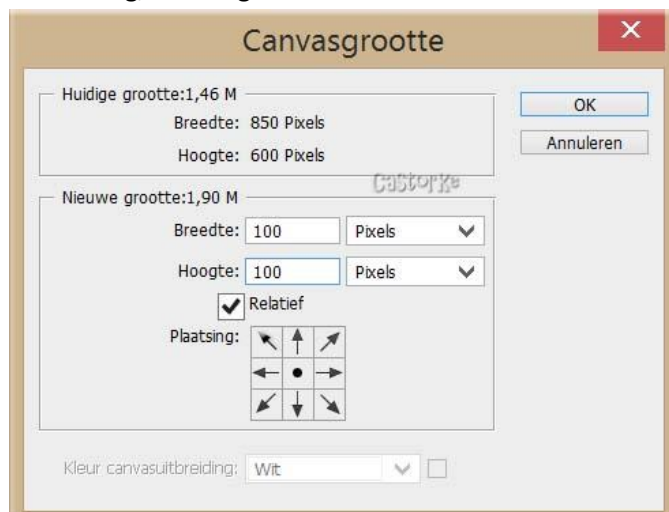 Canvasgrootte
Huidige grootte:1,46 M
Breedte: 850 Pixels
Hoogte: 600 Pixels
OK
Annuleren
Castorke
Nieuwe grootte:1,90 M
Breedte: 100 Pixels
Hoogte: 100 Pixels
Relatief
Plaatsing:
Kleur canvasuitbreiding: Wit